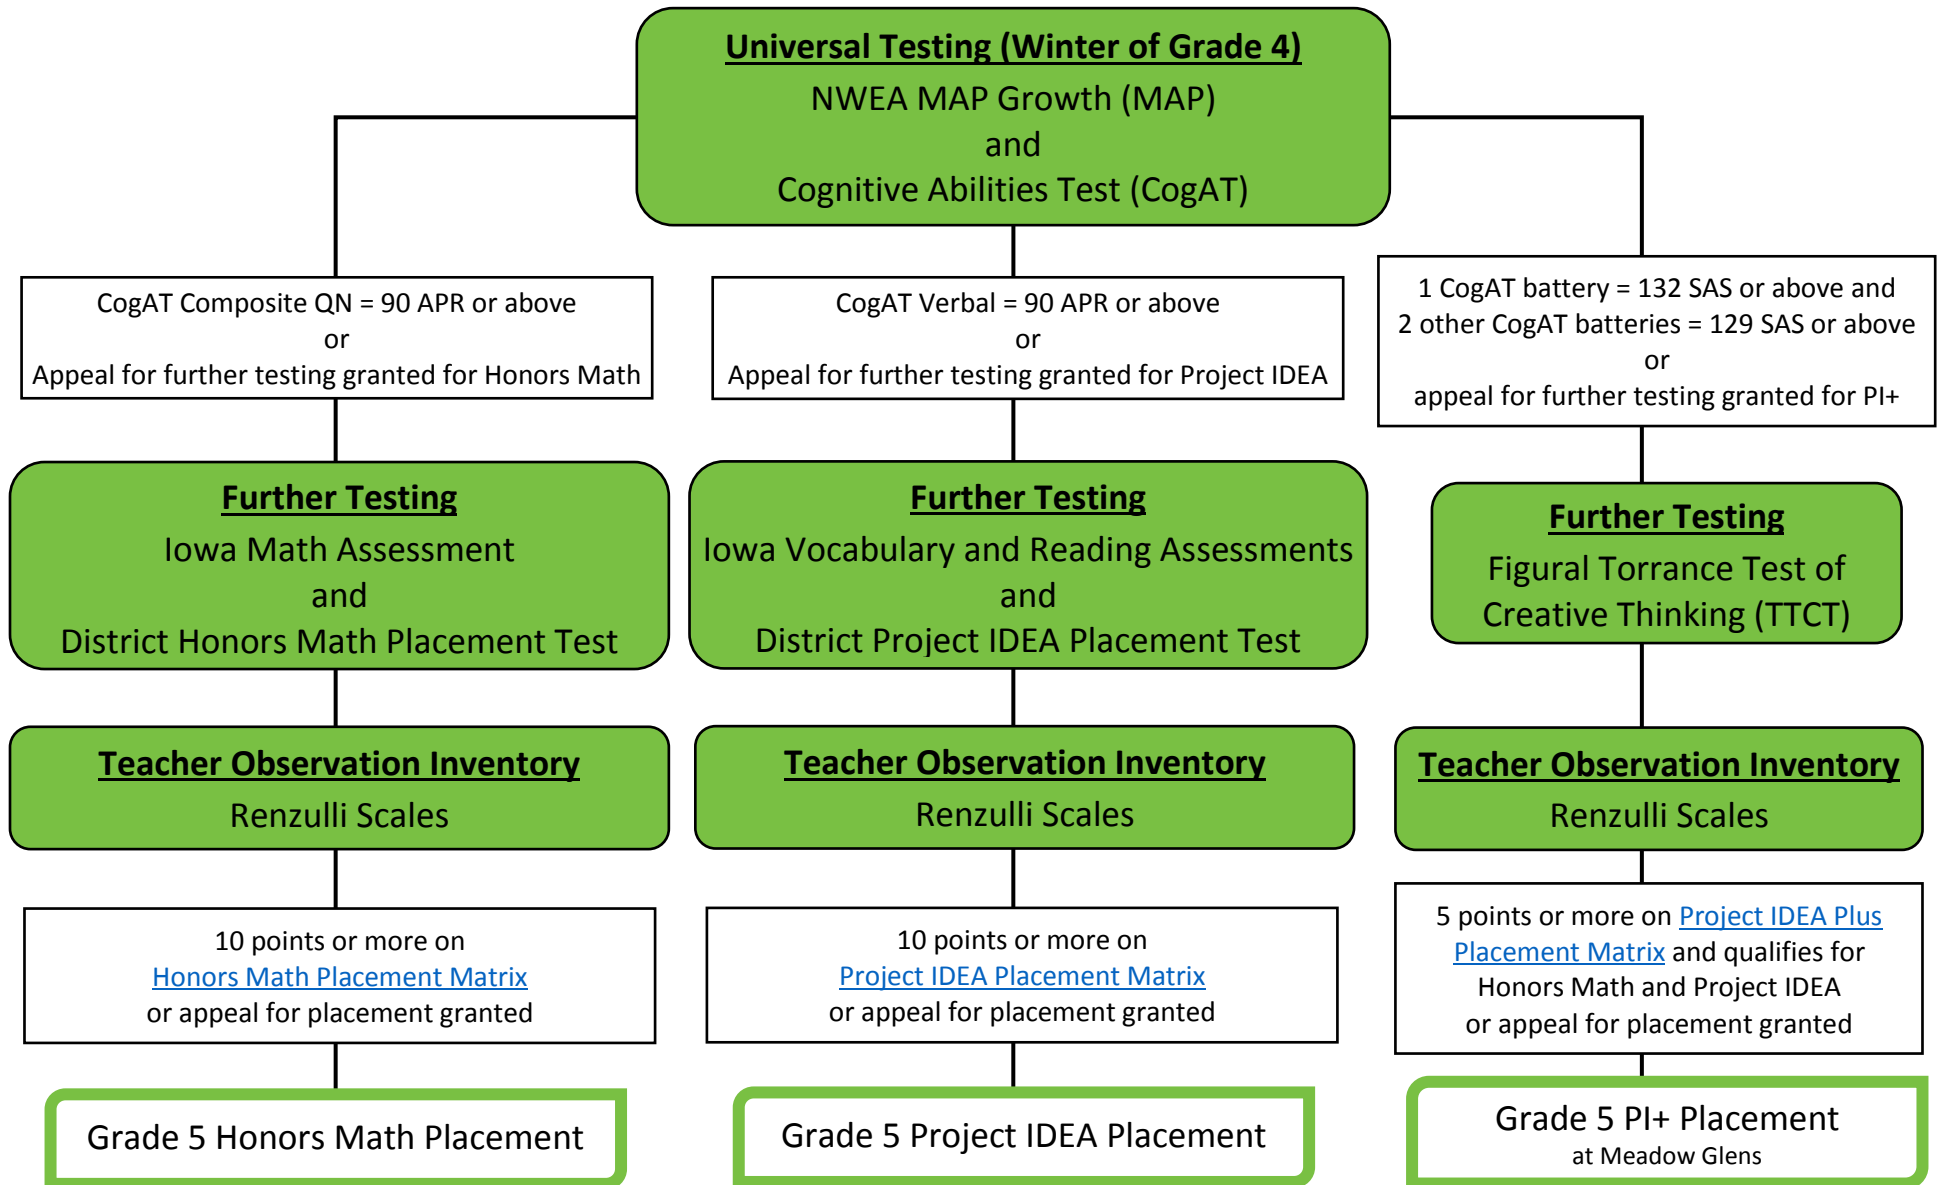 Universal Testing (Winter of Grade 4)
NWEA MAP Growth (MAP)
and
Cognitive Abilities Test (CogAT)
CogAT Composite QN = 90 APR or above
or
Appeal for further testing granted for Honors Math
CogAT Verbal = 90 APR or above
or
Appeal for further testing granted for Project IDEA
1 CogAT battery = 132 SAS or above and
2 other CogAT batteries = 129 SAS or above
or
appeal for further testing granted for PI+
Further Testing
Iowa Math Assessment
and
District Honors Math Placement Test
Further Testing
Iowa Vocabulary and Reading Assessments
and
District Project IDEA Placement Test
Further Testing
Figural Torrance Test of
Creative Thinking (TTCT)
Teacher Observation Inventory
Renzulli Scales
Teacher Observation Inventory
Renzulli Scales
Teacher Observation Inventory
Renzulli Scales
10 points or more on
Honors Math Placement Matrix
or appeal for placement granted
10 points or more on
Project IDEA Placement Matrix
or appeal for placement granted
5 points or more on Project IDEA Plus
Placement Matrix and qualifies for
Honors Math and Project IDEA
or appeal for placement granted
Grade 5 Honors Math Placement
Grade 5 Project IDEA Placement
Grade 5 PI+ Placement
at Meadow Glens